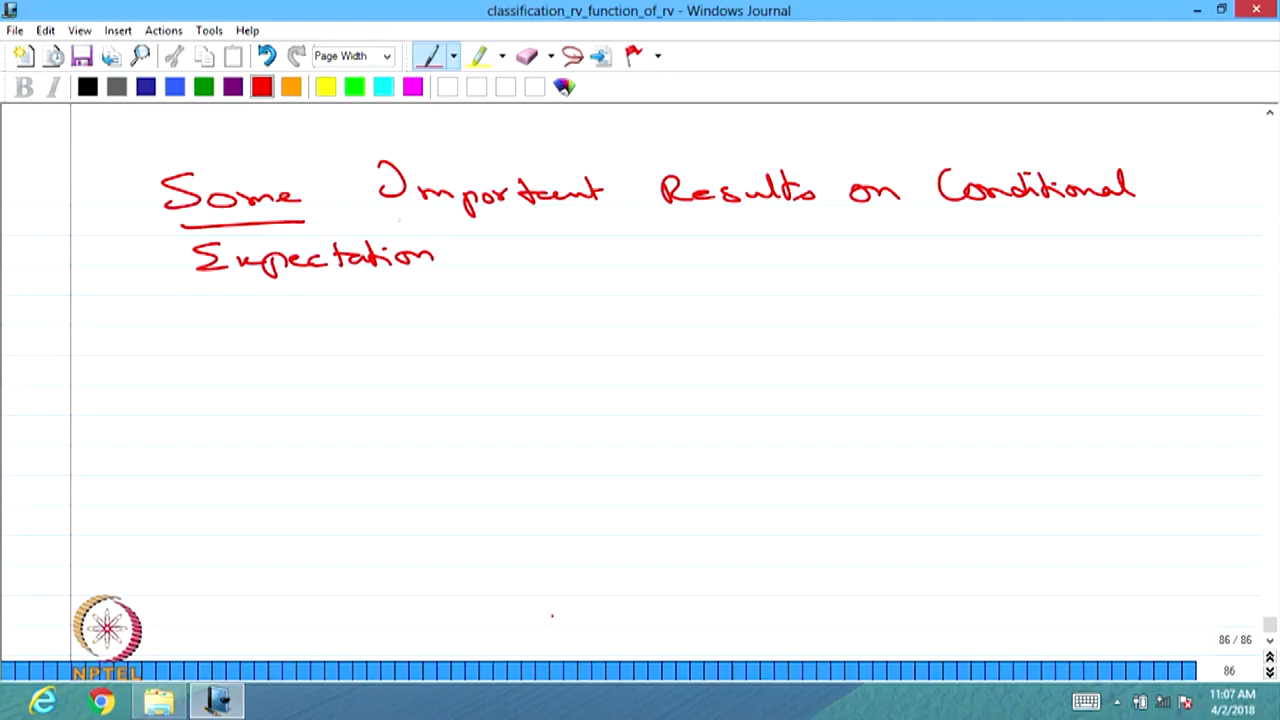 classification_rv_function_of_rv - Windows Journal
File Edit View Insert Actions Tools Help
Page Width
B I
Some Important Results on Conditional
Expectation
86 / 86
NPTEL
86
11:07 AM
4/2/2018